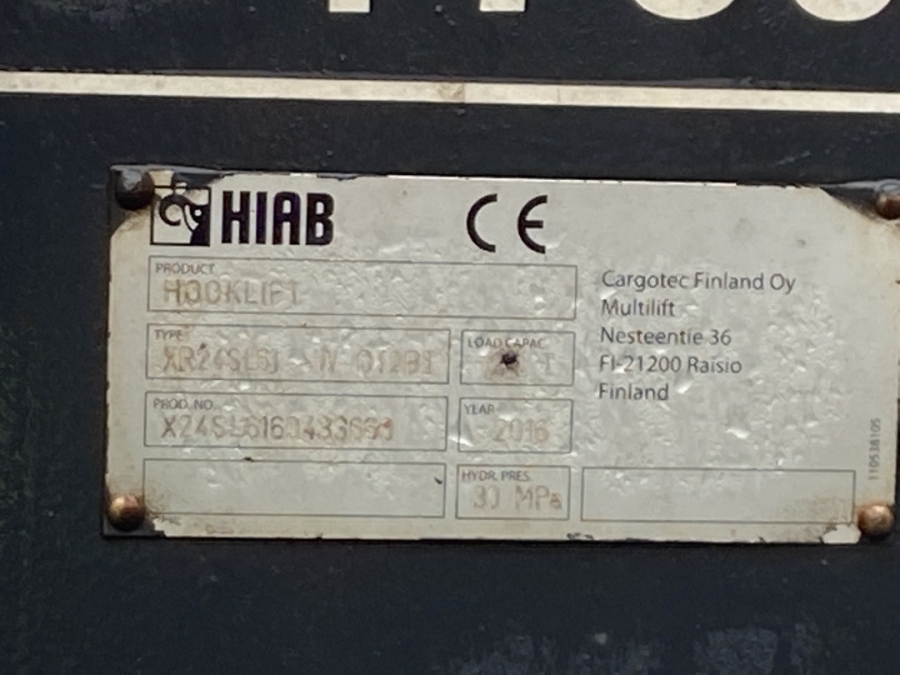 HIAB
CE
PRODUCT
HOOKLIFT
TYPE
LOAD CAPAC.
T
PROD. NO.
YEAR
2016
HYDR. PRES.
30 MPa
Cargotec Finland Oy
Multilift
Nesteentie 36
FI-21200 Raisio
Finland
110538105